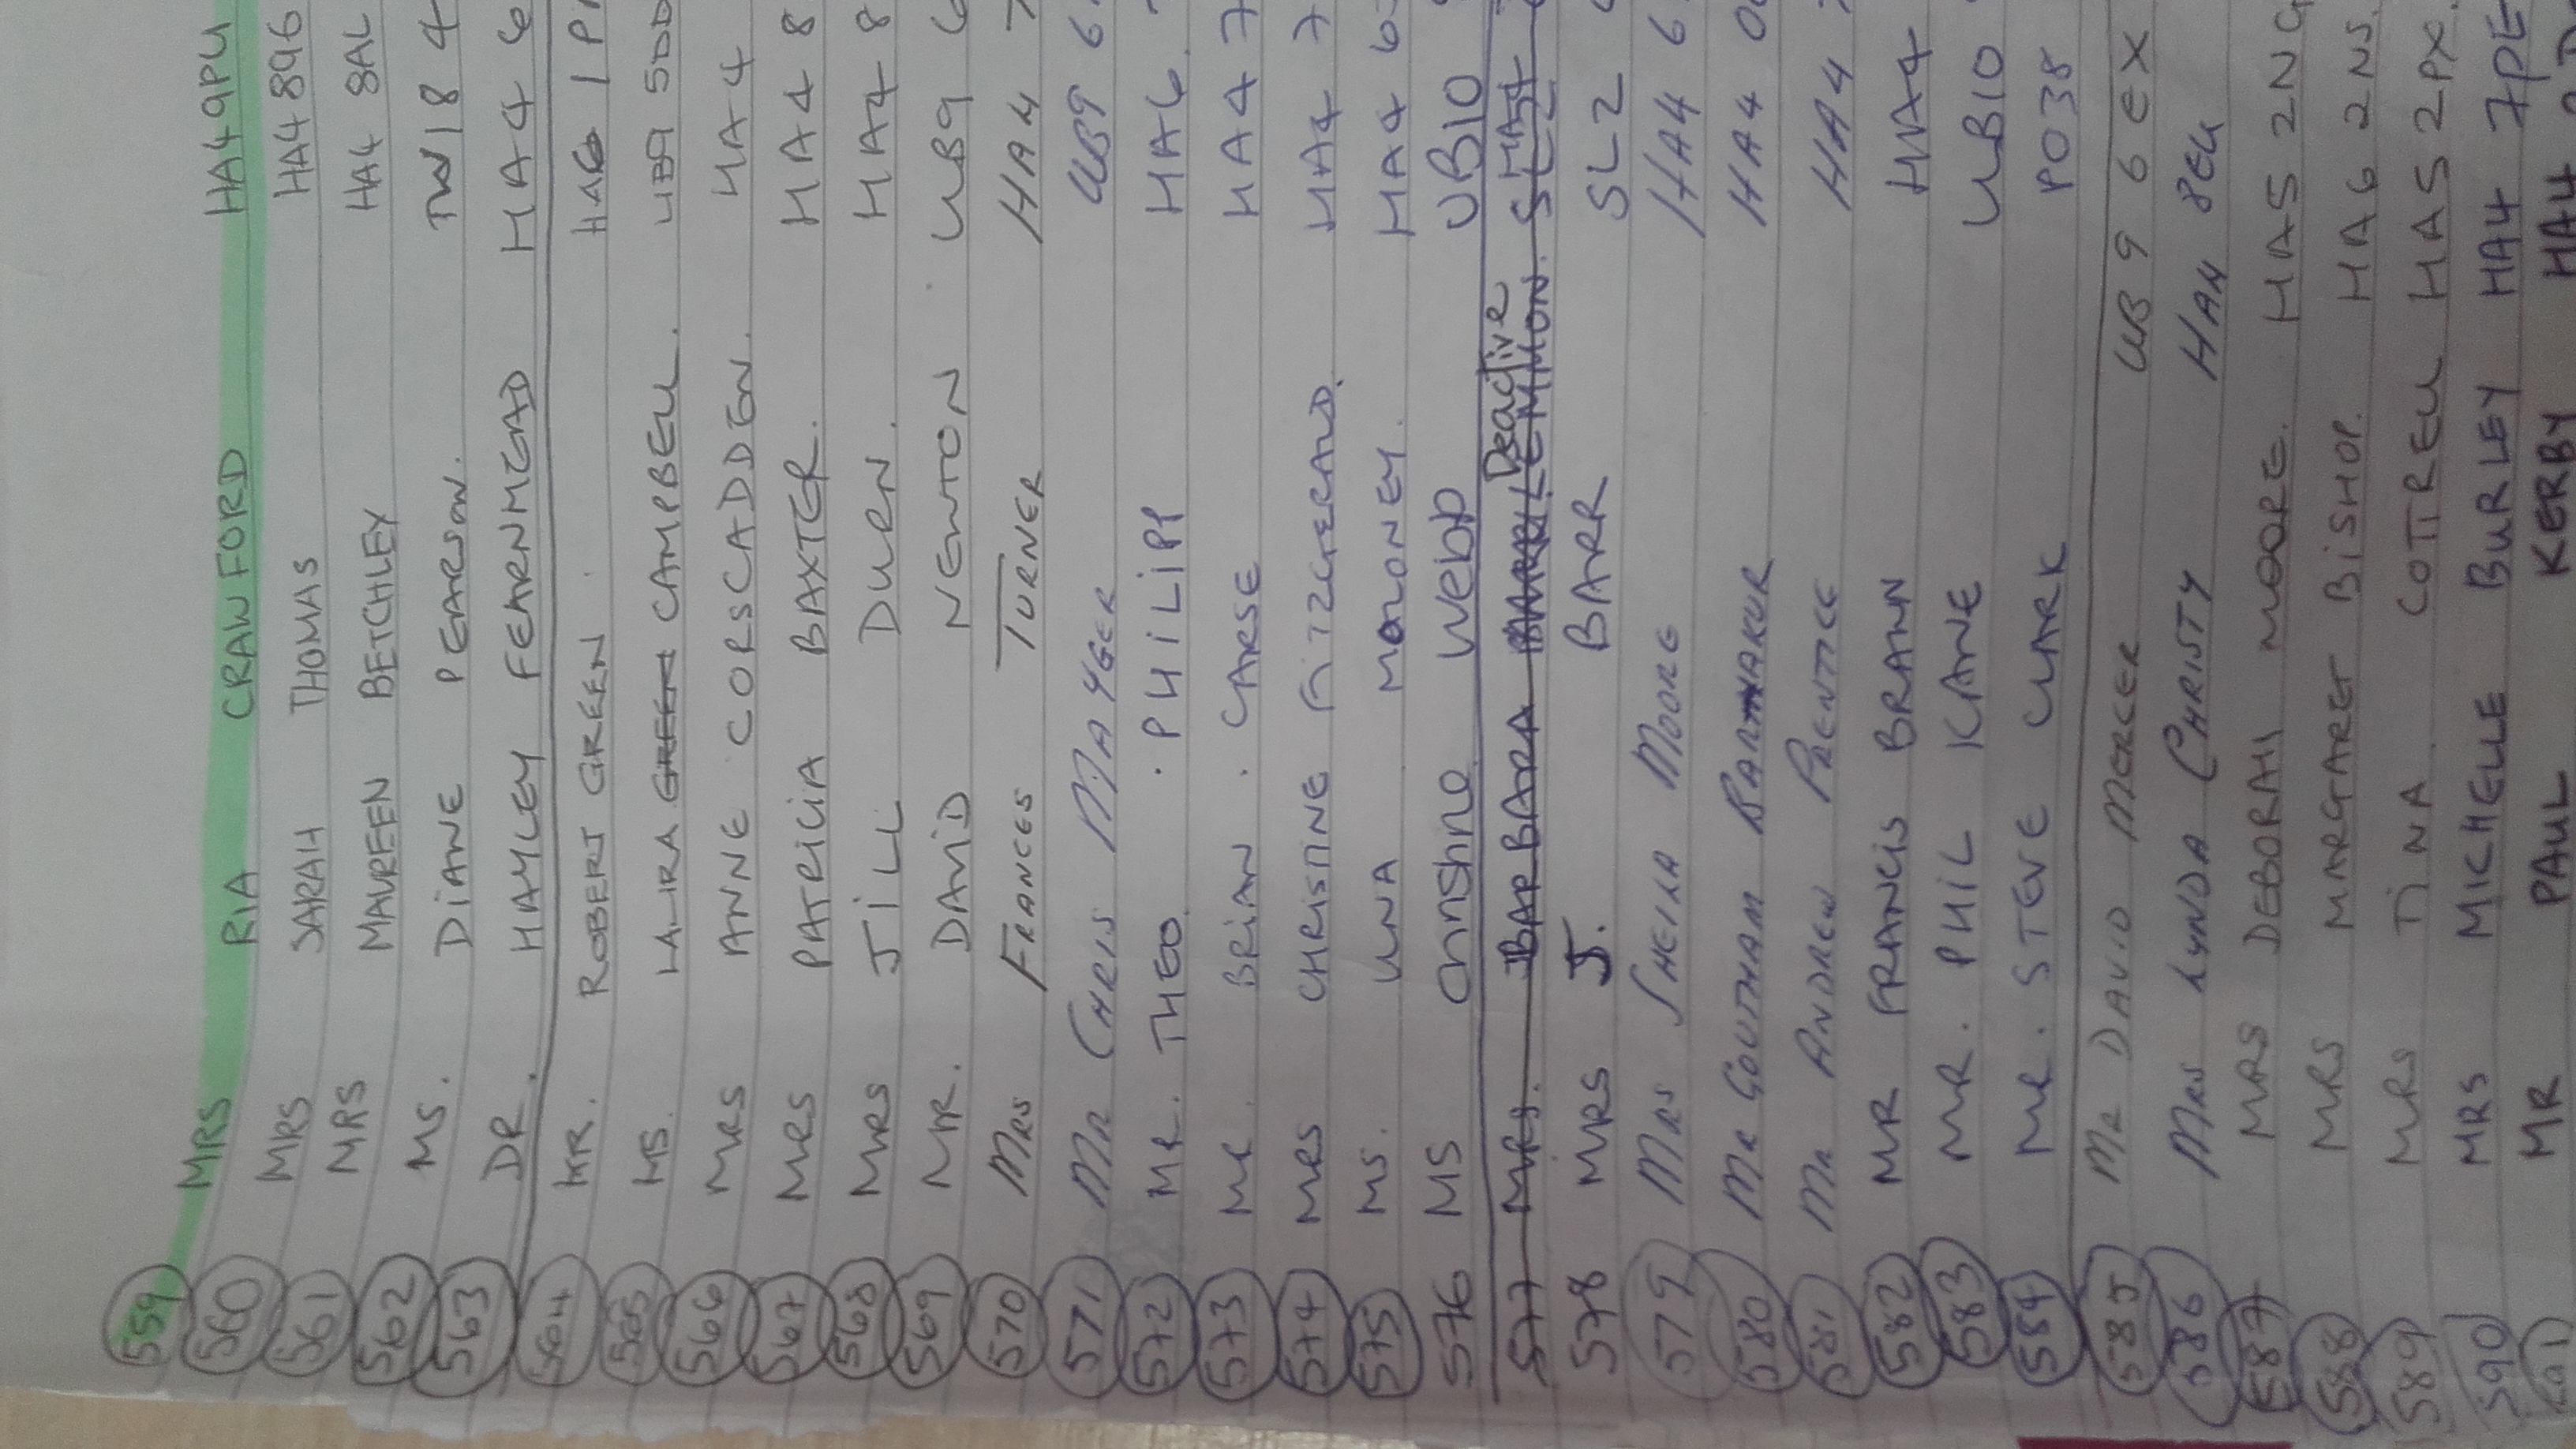 559 MRS RIA CRAWFORD HA4 9PU
560 MRS SARAH THOMAS HA4 896
561 MRS MAUREEN BETCHLEY HA4 8AL
562 MS. DIANE PEARSON. TW18 4
563 DR. HAYLEY FEARNHEAD HA4 6
564 MR. ROBERT GREEN HA6 1 P
565 MS. LAURA GREEN CAMPBELL. UB9 5DD
566 MRS ANNE CORSCADDEN. HA4
567 MRS PATRICIA BAXTER. HA4 8
568 MRS JILL DURN. HA4 8
569 MR. DAVID NEWTON UB9 6
570 MRS FRANCES TURNER HA4 7
571 MR CHRIS MAYGER UB9 6
572 MR. THEO. PHILIPP HA6.
573 MR. BRIAN CARSE HA4 7
574 MRS CHRISTINE FITZGERALD. HA4 7
575 MS. UNA MOLONEY. HA4 6
576 MS Christine Webb UB10
Deactive HA4
577 MRS. BARBARA LEMMON. SL2
578 MRS J. BARR SL2
579 MRS SHEILA MOORE HA4 6
580 MR GOUTHAM BARTHAKUR HA4 0
581 MR ANDREW PRENTICE HA4
582 MR FRANCIS BRANN HA4
583 MR. PHIL KANE UB10
584 MR. STEVE CLARK PO38
585 MR DAVID MERCER UB9 6EX
586 MRS LYNDA CHRISTY HA4 8EU
587 MRS DEBORAH MOORE. HA5 2NG
588 MRS MARGARET BISHOP. HA6 2NS.
589 MRS TINA COTTRELL HA5 2PX.
590 MRS MICHELLE BURLEY HA4 7PE
591 MR PAUL KERBY HA4